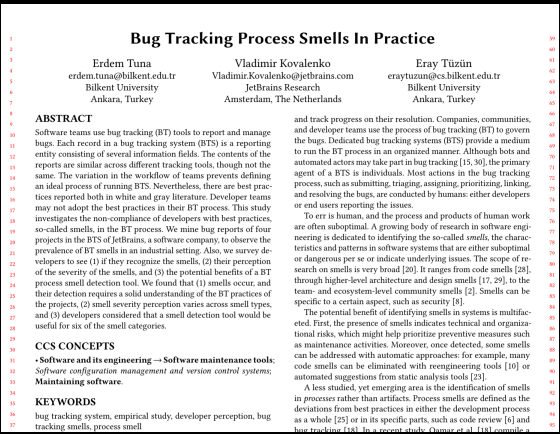 Bug Tracking Process Smells In Practice
Erdem Tuna
erdem.tuna@bilkent.edu.tr
Bilkent University
Ankara, Turkey
Vladimir Kovalenko
Vladimir.Kovalenko@jetbrains.com
JetBrains Research
Amsterdam, The Netherlands
Eray Tüzün
eraytuzun@cs.bilkent.edu.tr
Bilkent University
Ankara, Turkey
ABSTRACT
Software teams use bug tracking (BT) tools to report and manage
bugs. Each record in a bug tracking system (BTS) is a reporting
entity consisting of several information fields. The contents of the
reports are similar across different tracking tools, though not the
same. The variation in the workflow of teams prevents defining
an ideal process of running BTS. Nevertheless, there are best prac-
tices reported both in white and gray literature. Developer teams
may not adopt the best practices in their BT process. This study
investigates the non-compliance of developers with best practices,
so-called smells, in the BT process. We mine bug reports of four
projects in the BTS of JetBrains, a software company, to observe the
prevalence of BT smells in an industrial setting. Also, we survey de-
velopers to see (1) if they recognize the smells, (2) their perception
of the severity of the smells, and (3) the potential benefits of a BT
process smell detection tool. We found that (1) smells occur, and
their detection requires a solid understanding of the BT practices of
the projects, (2) smell severity perception varies across smell types,
and (3) developers considered that a smell detection tool would be
useful for six of the smell categories.
CCS CONCEPTS
• Software and its engineering → Software maintenance tools;
Software configuration management and version control systems;
Maintaining software.
KEYWORDS
bug tracking system, empirical study, developer perception, bug
tracking smells, process smell
and track progress on their resolution. Companies, communities,
and developer teams use the process of bug tracking (BT) to govern
the bugs. Dedicated bug tracking systems (BTS) provide a medium
to run the BT process in an organized manner. Although bots and
automated actors may take part in bug tracking [15, 30], the primary
agent of a BTS is individuals. Most actions in the bug tracking
process, such as submitting, triaging, assigning, prioritizing, linking,
and resolving the bugs, are conducted by humans: either developers
or end users reporting the issues.
To err is human, and the process and products of human work
are often suboptimal. A growing body of research in software engi-
neering is dedicated to identifying the so-called smells, the charac-
teristics and patterns in software systems that are either suboptimal
or dangerous per se or indicate underlying issues. The scope of re-
search on smells is very broad [20]. It ranges from code smells [28],
through higher-level architecture and design smells [17, 29], to the
team- and ecosystem-level community smells [2]. Smells can be
specific to a certain aspect, such as security [8].
The potential benefit of identifying smells in systems is multifac-
eted. First, the presence of smells indicates technical and organiza-
tional risks, which might help prioritize preventive measures such
as maintenance activities. Moreover, once detected, some smells
can be addressed with automatic approaches: for example, many
code smells can be eliminated with reengineering tools [10] or
automated suggestions from static analysis tools [23].
A less studied, yet emerging area is the identification of smells
in processes rather than artifacts. Process smells are defined as the
deviations from best practices in either the development process
as a whole [25] or in its specific parts, such as code review [6] and
bug tracking [18]. In a recent study, Qamar et al. [18] compile a